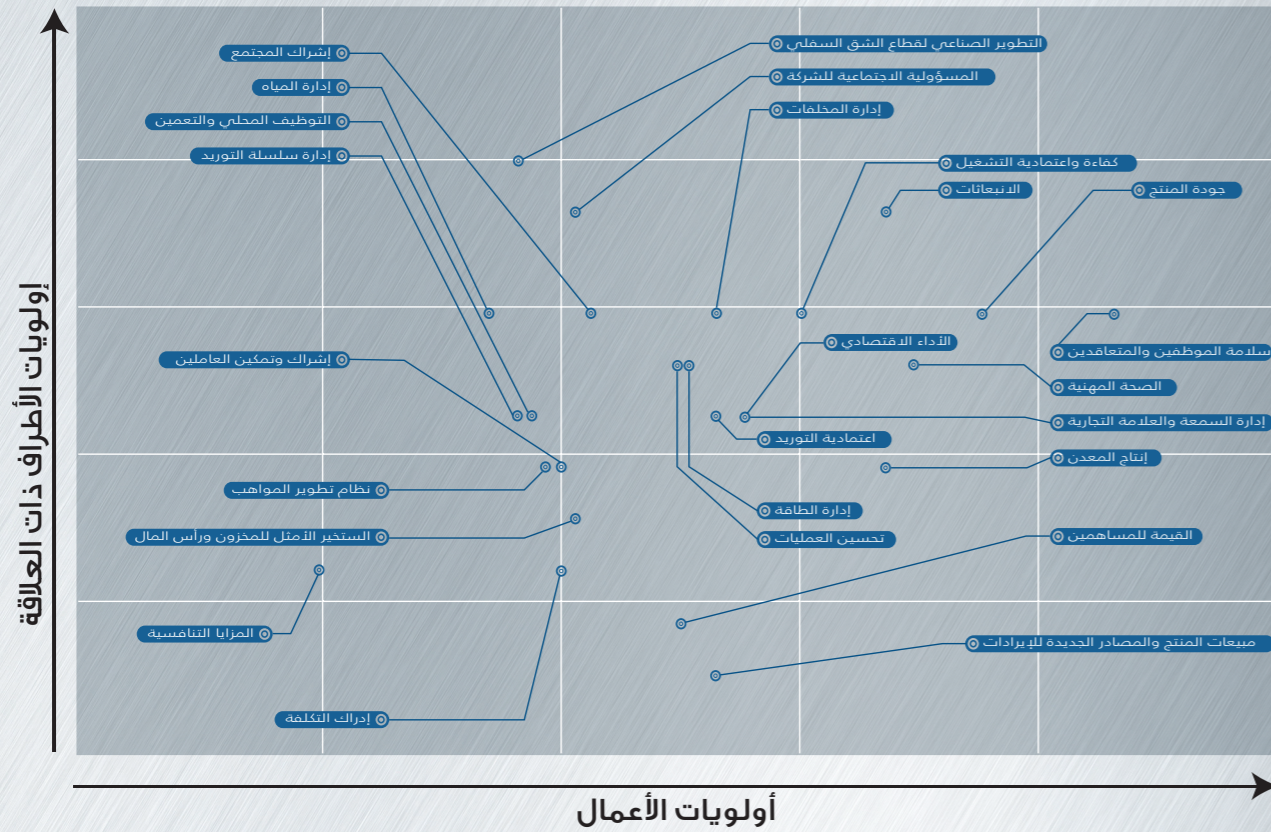 إشراك المجتمع
إدارة المياه
التوظيف المحلي والتعمين
إدارة سلسلة التوريد
التطوير الصناعي لقطاع الشق السفلي
المسؤولية الاجتماعية للشركة
إدارة المخلفات
كفاءة واعتمادية التشغيل
الانبعاثات
جودة المنتج
إولويات الأطراف ذات العلاقة
إشراك وتمكين العاملين
الأداء الاقتصادي
سلامة الموظفين والمتعاقدين
الصحة المهنية
إدارة السمعة والعلامة التجارية
اعتمادية التوريد
إنتاج المعدن
نظام تطوير المواهب
إدارة الطاقة
الستخير الأمثل للمخزون ورأس المال
تحسين العمليات
القيمة للمساهمين
المزايا التنافسية
مبيعات المنتج والمصادر الجديدة للإيرادات
إدراك التكلفة
أولويات الأعمال